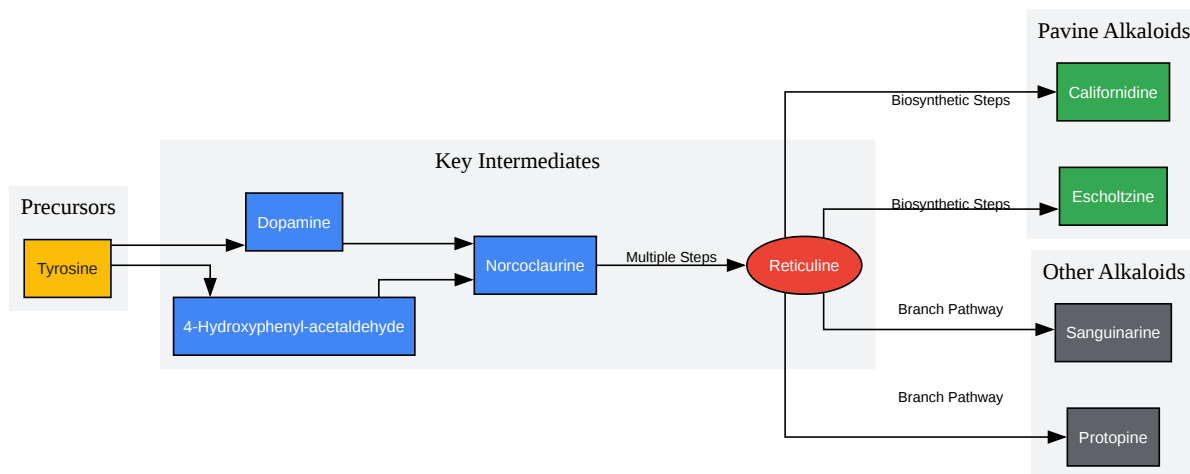 Pavine Alkaloids
Californidine
Biosynthetic Steps
Key Intermediates
Precursors
Dopamine
Escholtzine
Biosynthetic Steps
Tyrosine
Norcoclaurine
Multiple Steps
Reticuline
Other Alkaloids
4-Hydroxyphenyl-acetaldehyde
Branch Pathway
Sanguinarine
Branch Pathway
Protopine